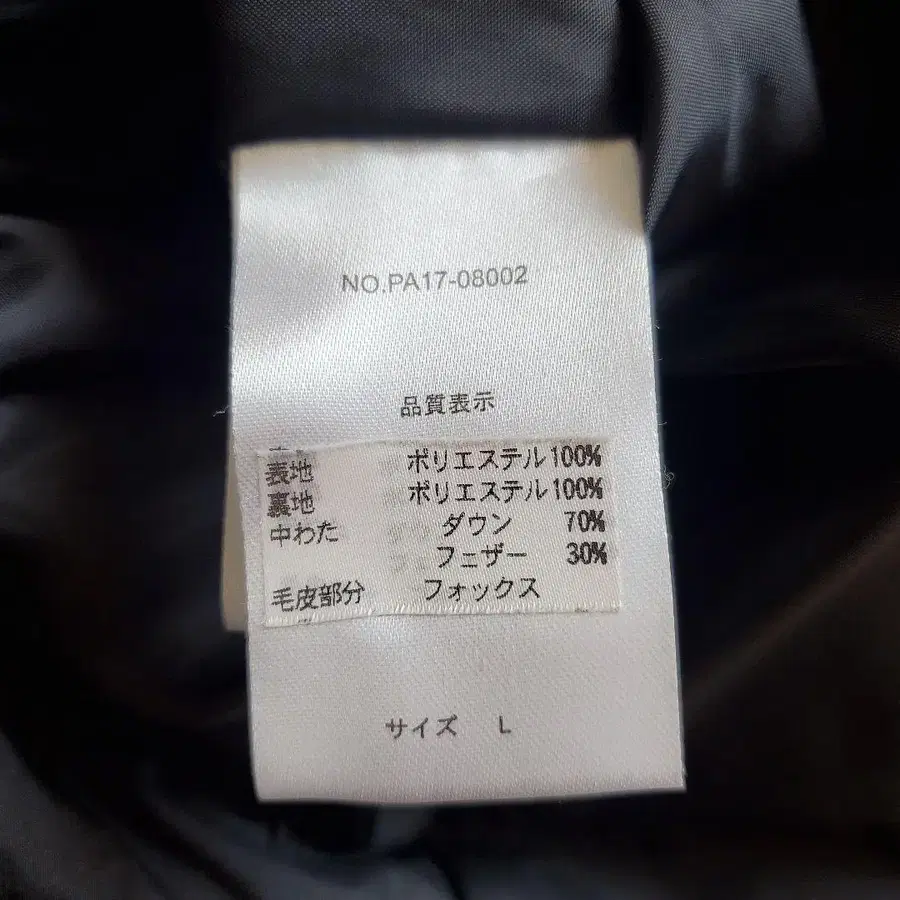 NO.PA17-08002
品質表示
表地 ポリエステル100%
裏地 ポリエステル100%
中わた ダウン 70%
フェザー 30%
毛皮部分 フォックス
サイズ L